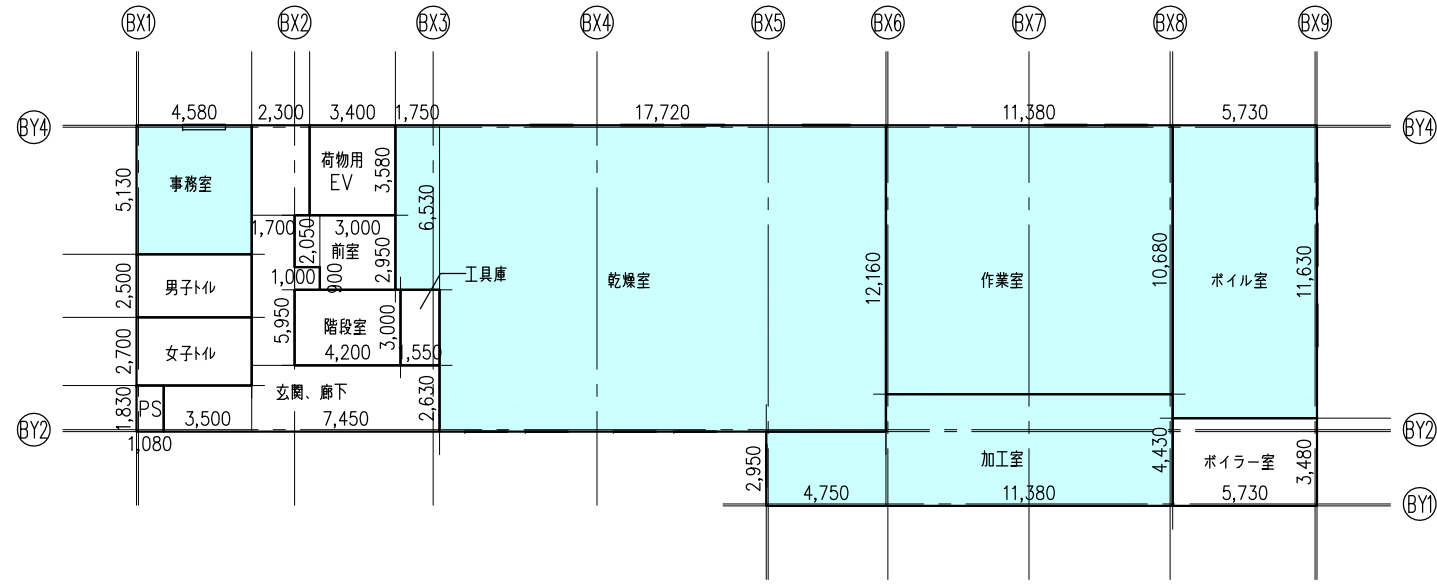 BX1 BX2 BX3 BX4 BX5 BX6 BX7 BX8 BX9
4,580 2,300 3,400 1,750 17,720 11,380 5,730
BY4 BY4
荷物用
EV
3,580
事務室
5,130
6,530
1,700 3,000
2,050
前室
2,950
1,000
900
工具庫
乾燥室
12,160
作業室
10,680
ボイル室
11,630
男子トイレ
2,500
5,950
階段室
3,000
4,200 1,550
女子トイレ
2,700
玄関、廊下
2,630
1,830
PS
3,500 7,450
BY2 BY2
1,080
2,950
加工室
4,430
ボイラー室
3,480
4,750 11,380 5,730
BY1